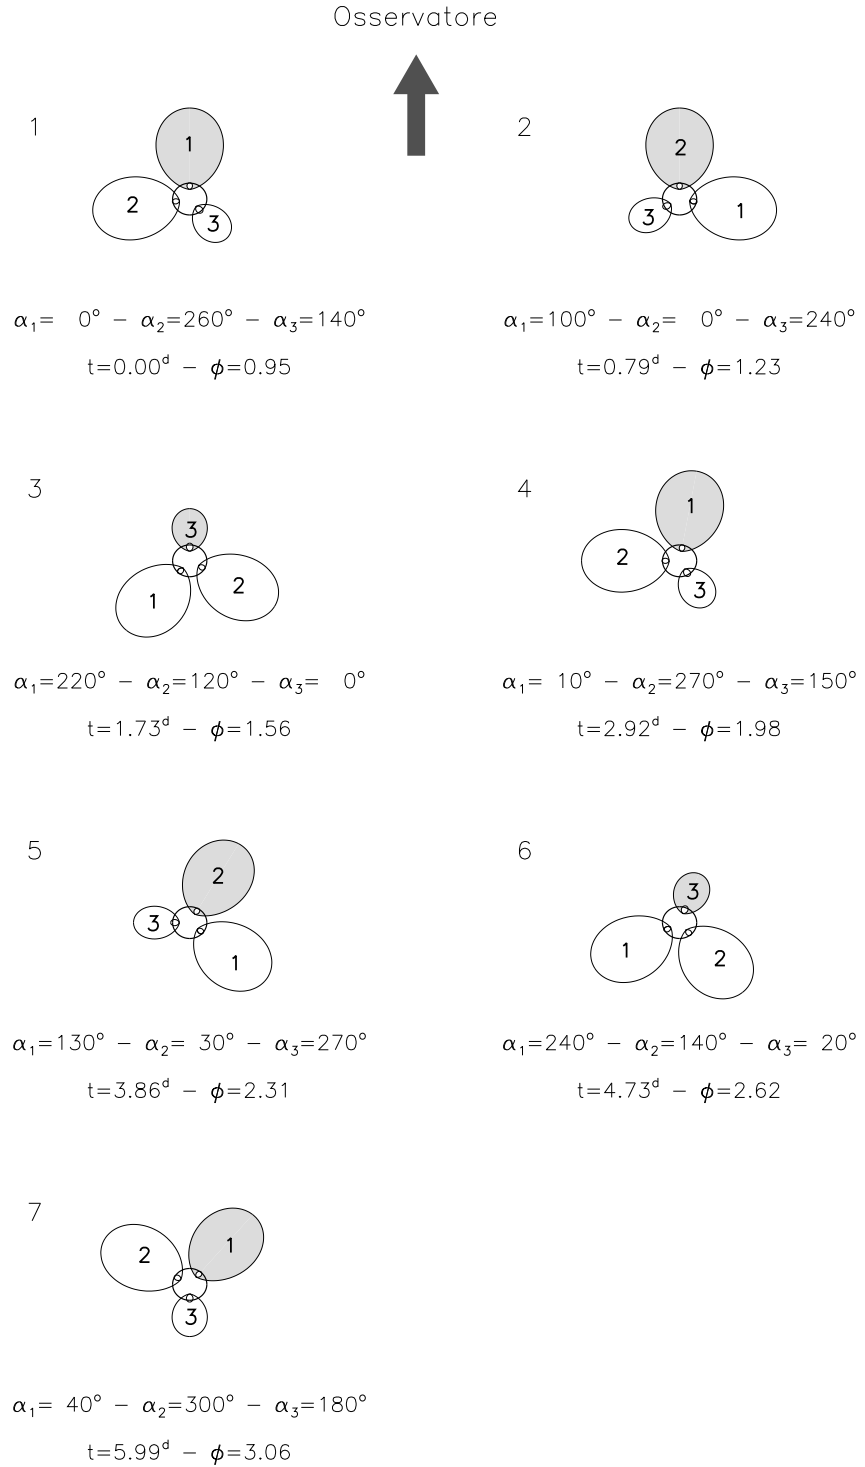 Osservatore
1
1
2
3
α₁=  0° − α₂=260° − α₃=140°
t=0.00ᵈ − ϕ=0.95
2
2
3
1
α₁=100° − α₂=  0° − α₃=240°
t=0.79ᵈ − ϕ=1.23
3
3
1
2
α₁=220° − α₂=120° − α₃=  0°
t=1.73ᵈ − ϕ=1.56
4
1
2
3
α₁= 10° − α₂=270° − α₃=150°
t=2.92ᵈ − ϕ=1.98
5
2
3
1
α₁=130° − α₂= 30° − α₃=270°
t=3.86ᵈ − ϕ=2.31
6
3
1
2
α₁=240° − α₂=140° − α₃= 20°
t=4.73ᵈ − ϕ=2.62
7
2
1
3
α₁= 40° − α₂=300° − α₃=180°
t=5.99ᵈ − ϕ=3.06